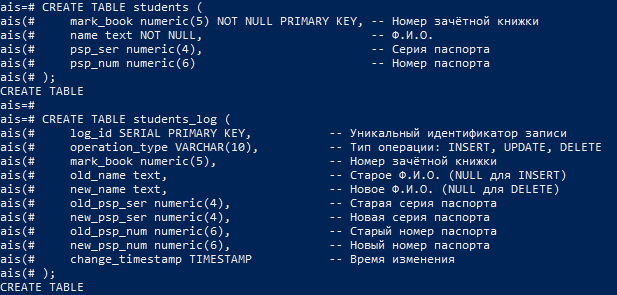 ais=# CREATE TABLE students (
ais(#     mark_book numeric(5) NOT NULL PRIMARY KEY, -- Номер зачётной книжки
ais(#     name text NOT NULL,                        -- Ф.И.О.
ais(#     psp_ser numeric(4),                        -- Серия паспорта
ais(#     psp_num numeric(6)                         -- Номер паспорта
ais(# );
CREATE TABLE
ais=#
ais=# CREATE TABLE students_log (
ais(#     log_id SERIAL PRIMARY KEY,           -- Уникальный идентификатор записи
ais(#     operation_type VARCHAR(10),          -- Тип операции: INSERT, UPDATE, DELETE
ais(#     mark_book numeric(5),                -- Номер зачётной книжки
ais(#     old_name text,                       -- Старое Ф.И.О. (NULL для INSERT)
ais(#     new_name text,                       -- Новое Ф.И.О. (NULL для DELETE)
ais(#     old_psp_ser numeric(4),              -- Старая серия паспорта
ais(#     new_psp_ser numeric(4),              -- Новая серия паспорта
ais(#     old_psp_num numeric(6),              -- Старый номер паспорта
ais(#     new_psp_num numeric(6),              -- Новый номер паспорта
ais(#     change_timestamp TIMESTAMP           -- Время изменения
ais(# );
CREATE TABLE